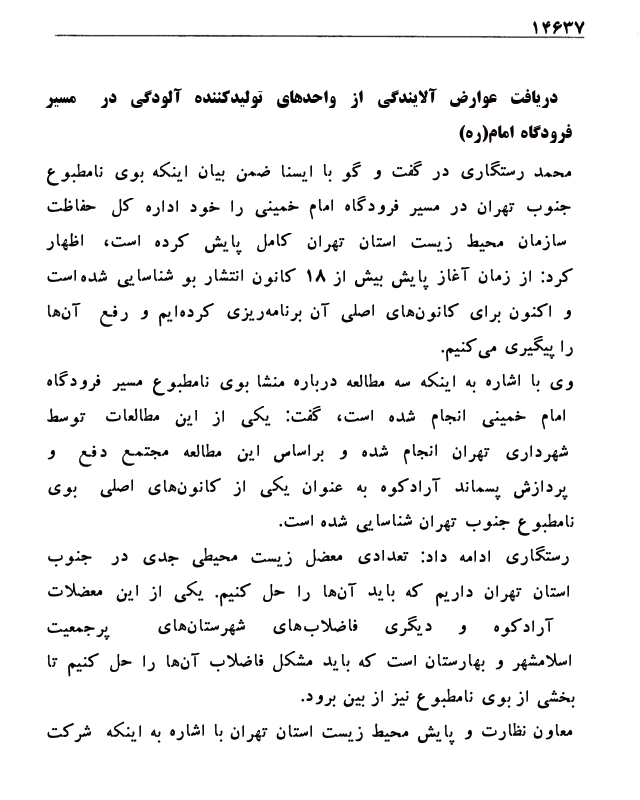 ۱۴۶۳۷
دریافت عوارض آلایندگی از واحدهای تولیدکننده آلودگی در مسیر
فرودگاه امام(ره)
محمد رستگاری در گفت و گو با ایسنا ضمن بیان اینکه بوی نامطبوع
جنوب تهران در مسیر فرودگاه امام خمینی را خود اداره کل حفاظت
سازمان محیط زیست استان تهران کامل پایش کرده است، اظهار
کرد: از زمان آغاز پایش بیش از ۱۸ کانون انتشار بو شناسایی شده است
و اکنون برای کانون‌های اصلی آن برنامه‌ریزی کرده‌ایم و رفع آن‌ها
را پیگیری می‌کنیم.
وی با اشاره به اینکه سه مطالعه درباره منشا بوی نامطبوع مسیر فرودگاه
امام خمینی انجام شده است، گفت: یکی از این مطالعات توسط
شهرداری تهران انجام شده و براساس این مطالعه مجتمع دفع و
پردازش پسماند آرادکوه به عنوان یکی از کانون‌های اصلی بوی
نامطبوع جنوب تهران شناسایی شده است.
رستگاری ادامه داد: تعدادی معضل زیست محیطی جدی در جنوب
استان تهران داریم که باید آن‌ها را حل کنیم. یکی از این معضلات
آرادکوه و دیگری فاضلاب‌های شهرستان‌های پرجمعیت
اسلامشهر و بهارستان است که باید مشکل فاضلاب آن‌ها را حل کنیم تا
بخشی از بوی نامطبوع نیز از بین برود.
معاون نظارت و پایش محیط زیست استان تهران با اشاره به اینکه شرکت